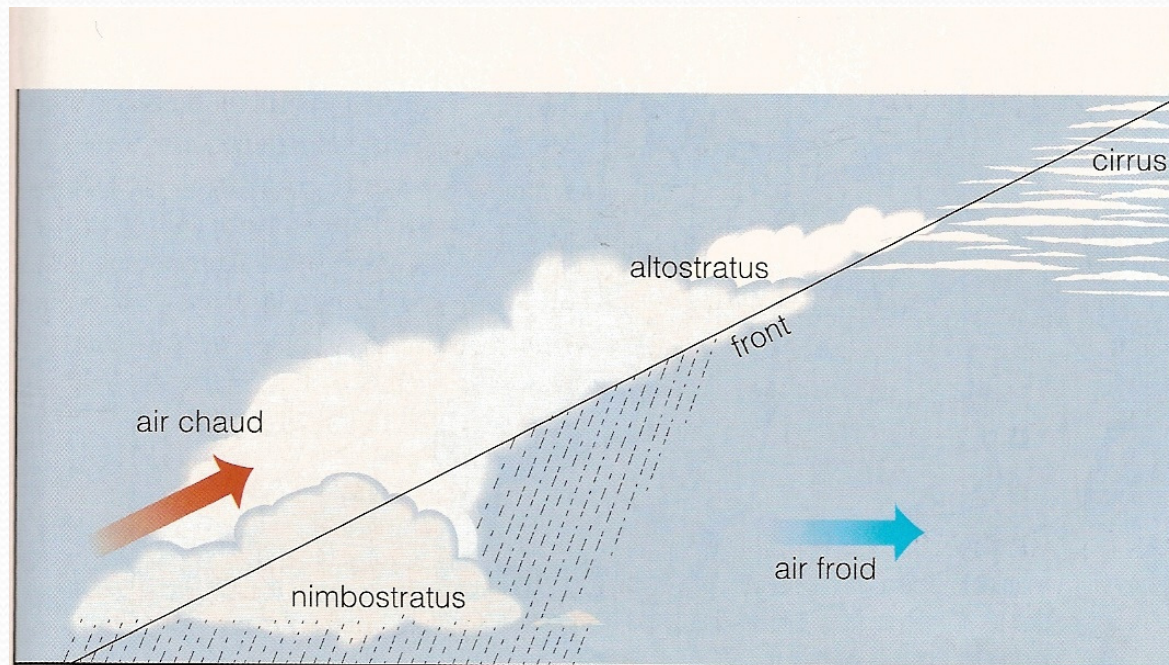 cirrus
altostratus
front
air chaud
air froid
nimbostratus